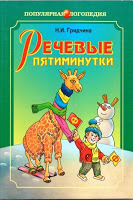 ПОПУЛЯРНАЯ ЛОГОПЕДИЯ
Н.И. Гридчина
РЕЧЕВЫЕ
ПЯТИМИНУТКИ